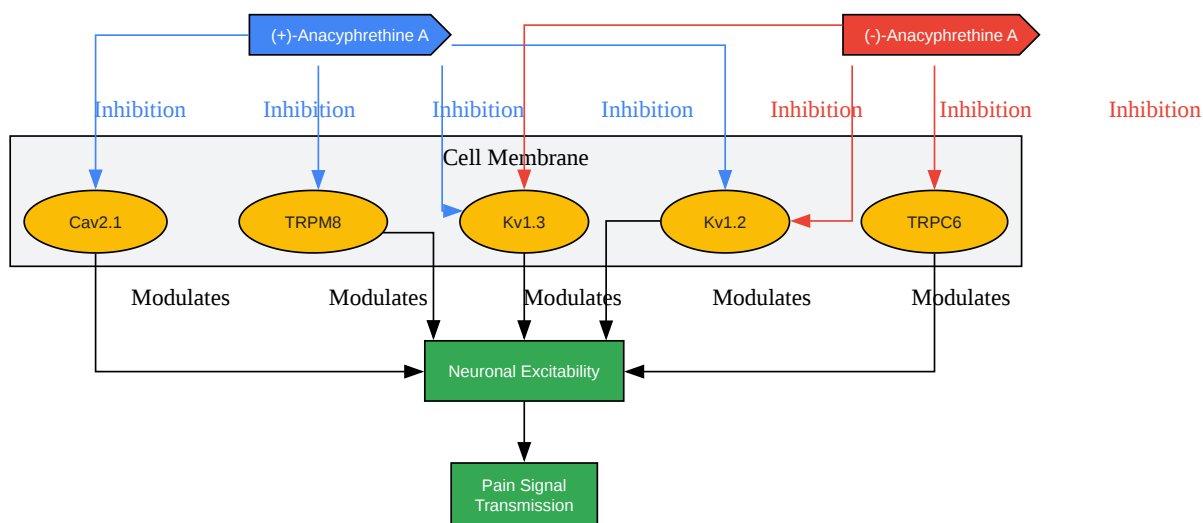 (+)-Anacyphrethine A
(-)-Anacyphrethine A
Inhibition
Inhibition
Inhibition
Inhibition
Inhibition
Inhibition
Inhibition
Cell Membrane
Cav2.1
TRPM8
Kv1.3
Kv1.2
TRPC6
Modulates
Modulates
Modulates
Modulates
Modulates
Neuronal Excitability
Pain Signal
Transmission